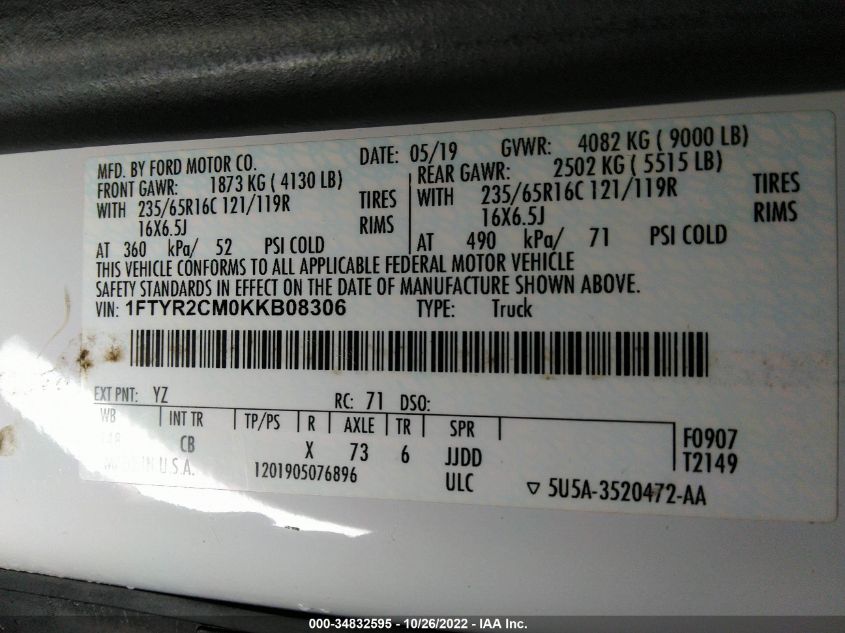 MFD. BY FORD MOTOR CO. DATE: 05/19 GVWR: 4082 KG ( 9000 LB)
FRONT GAWR: 1873 KG ( 4130 LB) REAR GAWR: 2502 KG ( 5515 LB)
WITH 235/65R16C 121/119R TIRES WITH 235/65R16C 121/119R TIRES
16X6.5J RIMS 16X6.5J RIMS
AT 360 kPa/ 52 PSI COLD AT 490 kPa/ 71 PSI COLD
THIS VEHICLE CONFORMS TO ALL APPLICABLE FEDERAL MOTOR VEHICLE
SAFETY STANDARDS IN EFFECT ON THE DATE OF MANUFACTURE SHOWN ABOVE.
VIN: 1FTYR2CM0KKB08306 TYPE: Truck
EXT PNT: YZ RC: 71 DSO:
WB INT TR TP/PS R AXLE TR SPR F0907
CB X 73 6 JJDD T2149
IN U.S.A. 1201905076896 ULC 5U5A-3520472-AA
000-34832595 - 10/26/2022 - IAA Inc.